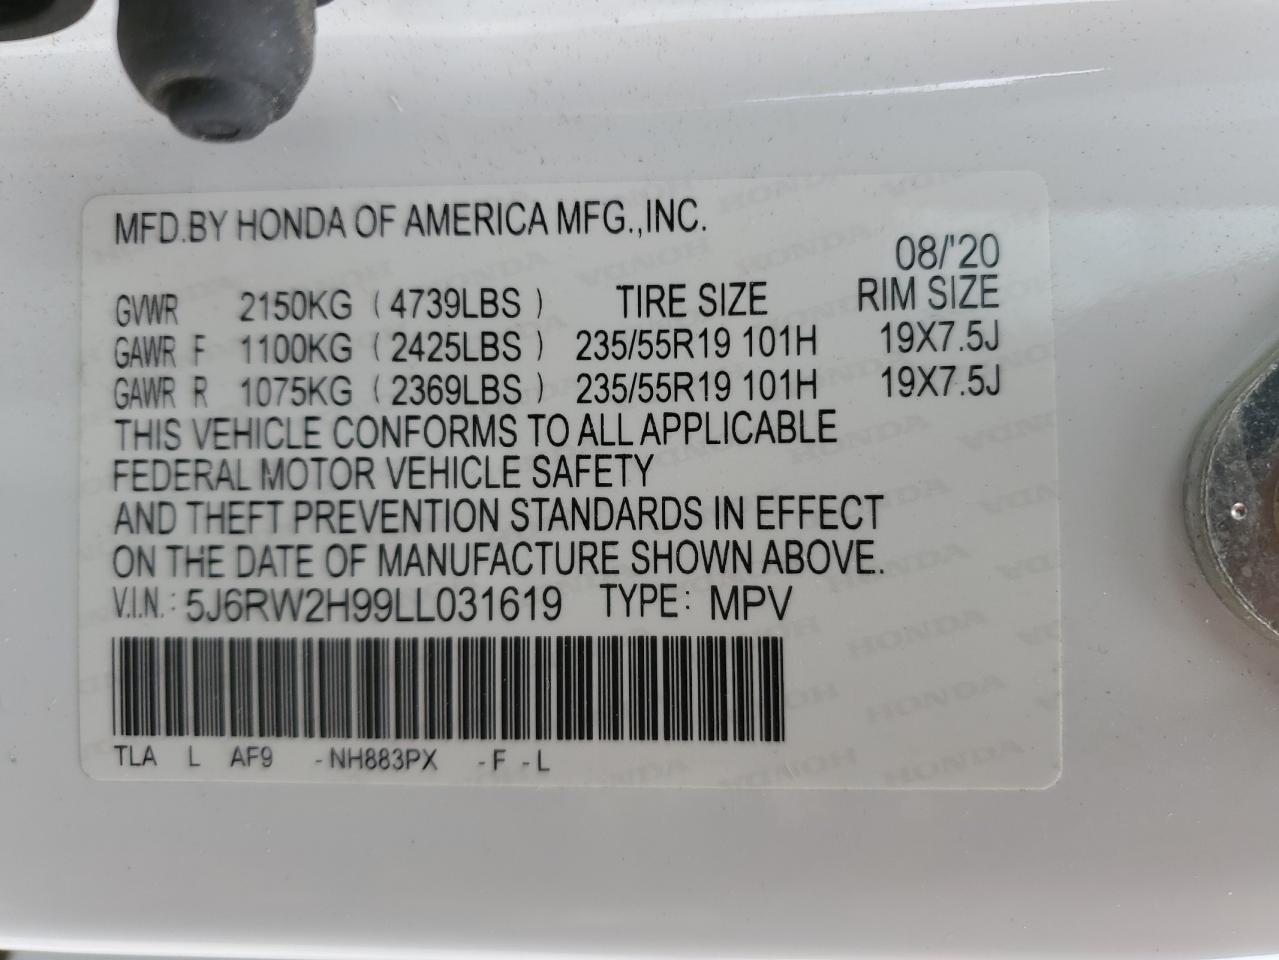 MFD.BY HONDA OF AMERICA MFG.,INC.
08/'20
GVWR 2150KG ( 4739LBS ) TIRE SIZE RIM SIZE
GAWR F 1100KG ( 2425LBS ) 235/55R19 101H 19X7.5J
GAWR R 1075KG ( 2369LBS ) 235/55R19 101H 19X7.5J
THIS VEHICLE CONFORMS TO ALL APPLICABLE
FEDERAL MOTOR VEHICLE SAFETY
AND THEFT PREVENTION STANDARDS IN EFFECT
ON THE DATE OF MANUFACTURE SHOWN ABOVE.
V.I.N.: 5J6RW2H99LL031619 TYPE: MPV
TLA L AF9 -NH883PX -F -L